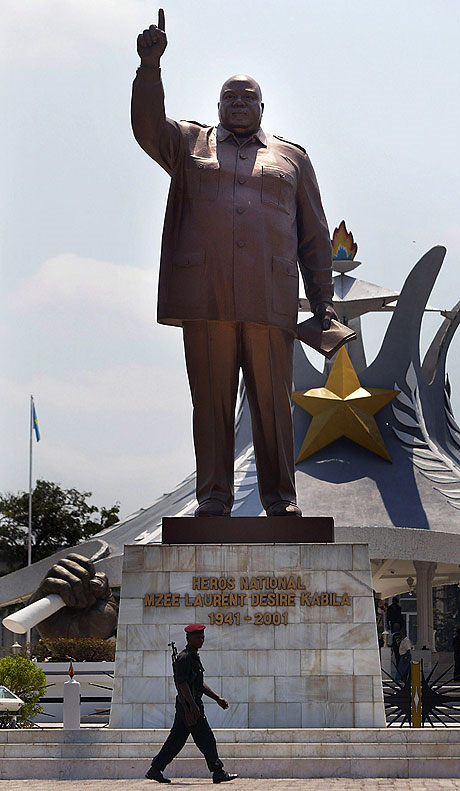 HEROS NATIONAL
MZEE LAURENT DESIRE KABILA
1941-2001